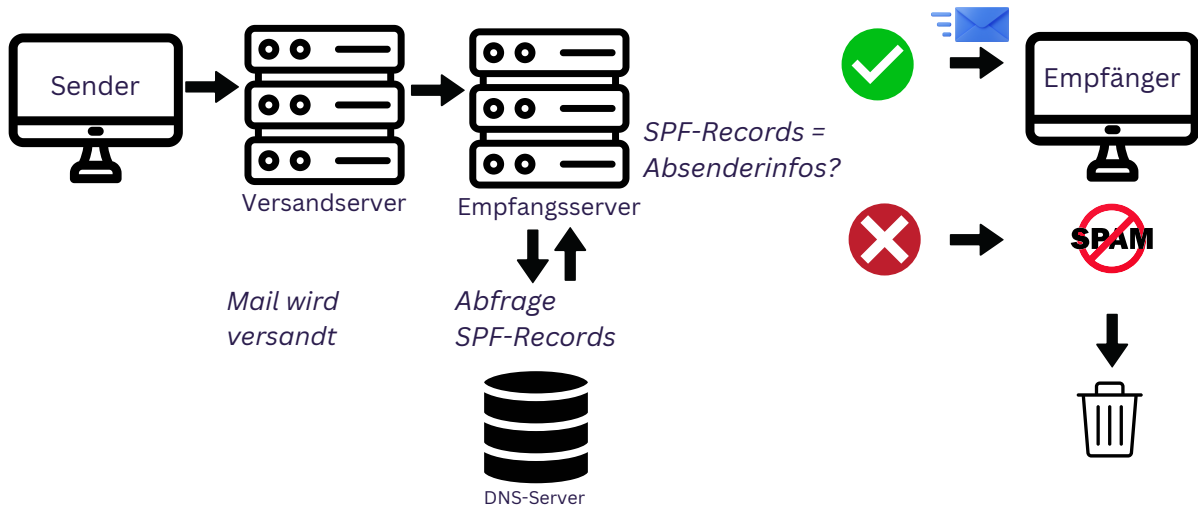 Sender
Versandserver
Empfangsserver
SPF-Records =
Absenderinfos?
Empfänger
SPAM
Mail wird
versandt
Abfrage
SPF-Records
DNS-Server